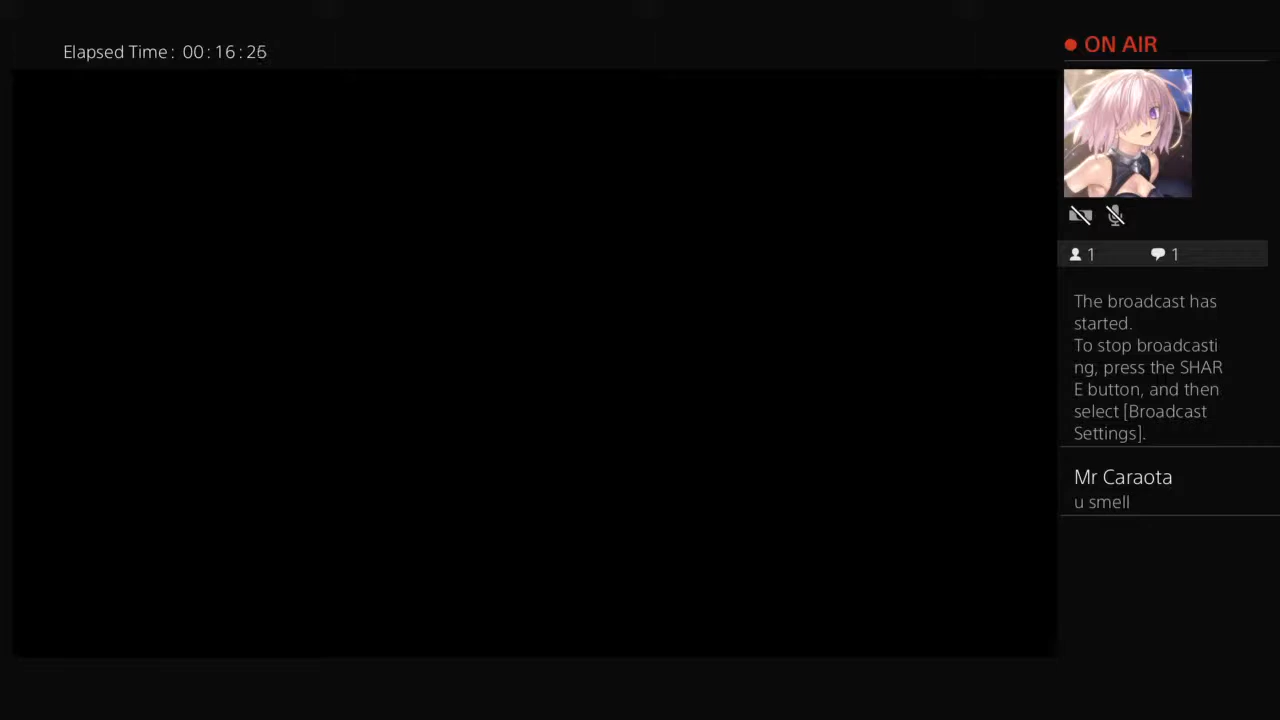 Elapsed Time: 00:16:26
ON AIR
1 1
The broadcast has
started.
To stop broadcasti
ng, press the SHAR
E button, and then
select [Broadcast
Settings].
Mr Caraota
u smell